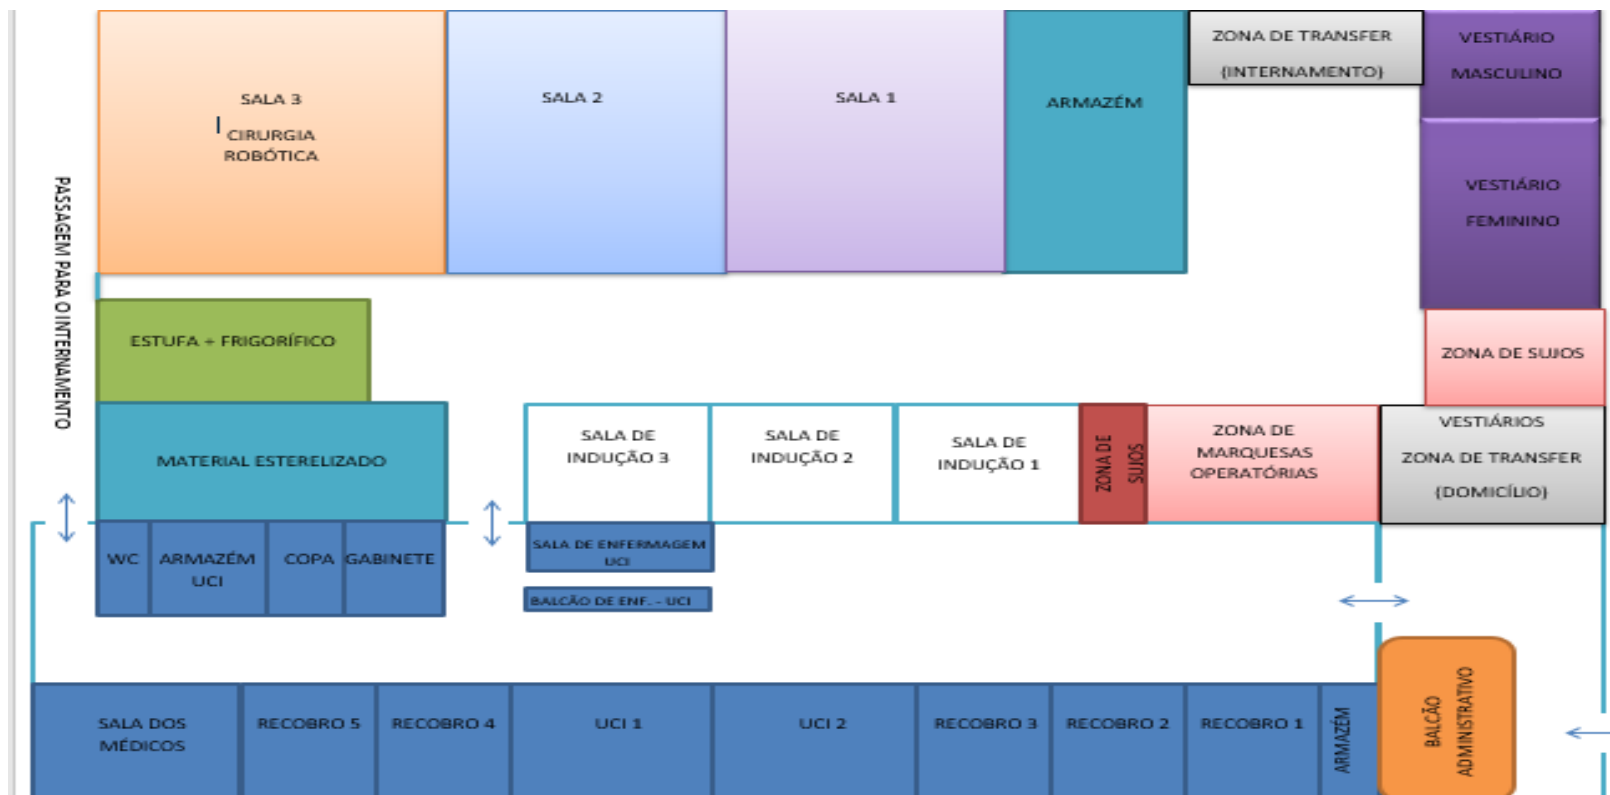 SALA 3
CIRURGIA
ROBÓTICA
SALA 2
SALA 1
ARMAZÉM
ZONA DE TRANSFER
(INTERNAMENTO)
VESTIÁRIO
MASCULINO
VESTIÁRIO
FEMININO
PASSAGEM PARA O INTERNAMENTO
ESTUFA + FRIGORÍFICO
ZONA DE SUJOS
MATERIAL ESTERELIZADO
SALA DE
INDUÇÃO 3
SALA DE
INDUÇÃO 2
SALA DE
INDUÇÃO 1
ZONA DE
SUJOS
ZONA DE
MARQUESAS
OPERATÓRIAS
VESTIÁRIOS
ZONA DE TRANSFER
(DOMICÍLIO)
WC
ARMAZÉM
UCI
COPA
GABINETE
SALA DE ENFERMAGEM
UCI
BALCÃO DE ENF. - UCI
SALA DOS
MÉDICOS
RECOBRO 5
RECOBRO 4
UCI 1
UCI 2
RECOBRO 3
RECOBRO 2
RECOBRO 1
ARMAZÉM
BALCÃO
ADMINISTRATIVO